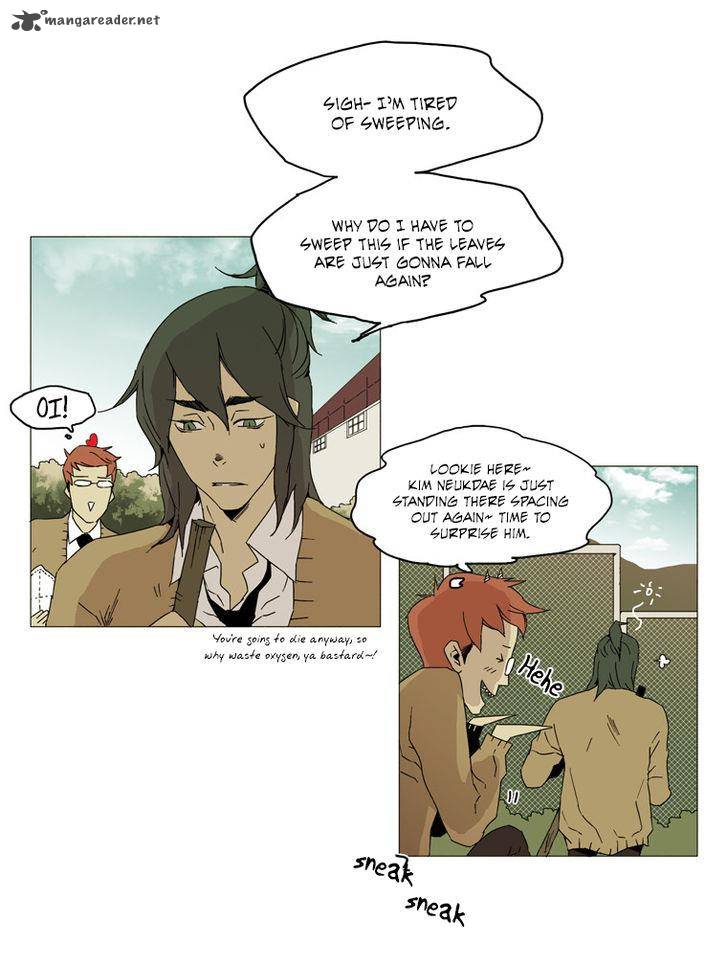 mangareader.net
SIGH- I'M TIRED
OF SWEEPING.
WHY DO I HAVE TO
SWEEP THIS IF THE LEAVES
ARE JUST GONNA FALL
AGAIN?
OI!
You're going to die anyway, so
why waste oxygen, ya bastard~!
LOOKIE HERE~
KIM NEUKDAE IS JUST
STANDING THERE SPACING
OUT AGAIN~ TIME TO
SURPRISE HIM.
Hehe
sneak
sneak